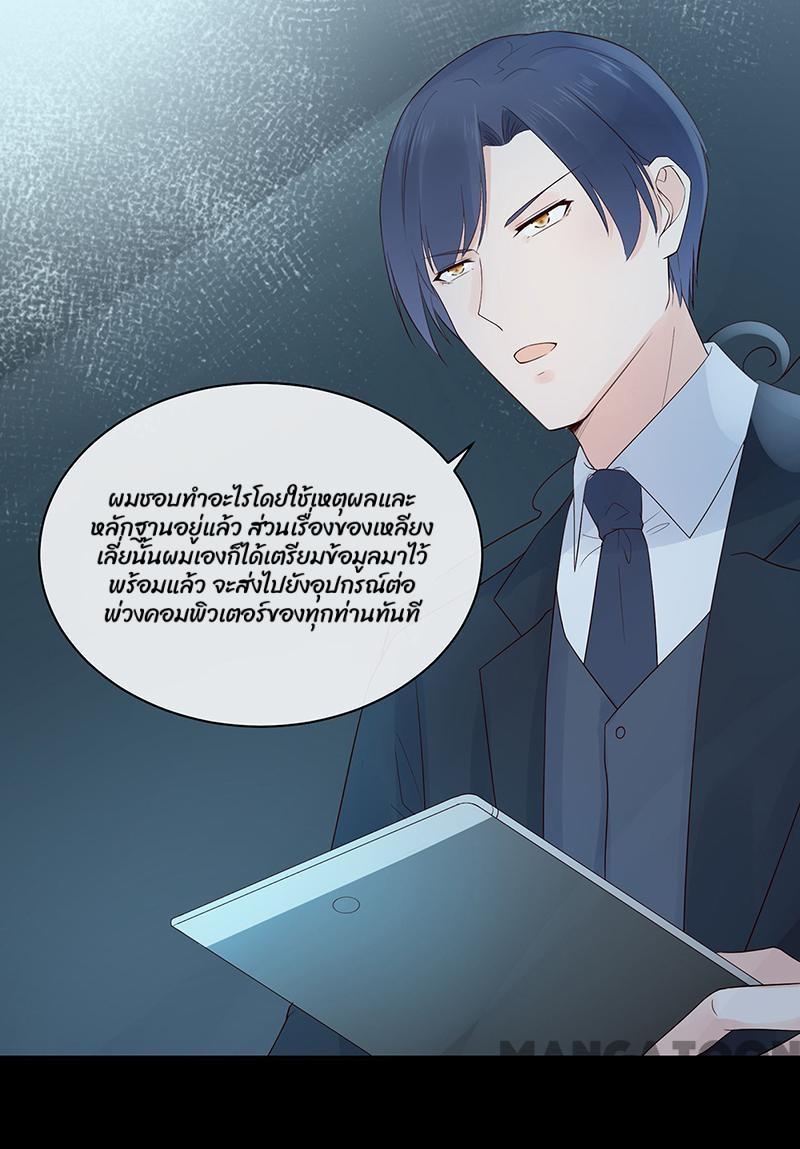 ผมชอบทำอะไรโดยใช้เหตุผลและ
หลักฐานอยู่แล้ว ส่วนเรื่องของเหลียง
เลี่ยนั้นผมเองก็ได้เตรียมข้อมูลมาไว้
พร้อมแล้ว จะส่งไปยังอุปกรณ์ต่อ
พ่วงคอมพิวเตอร์ของทุกท่านทันที
MANGATOON